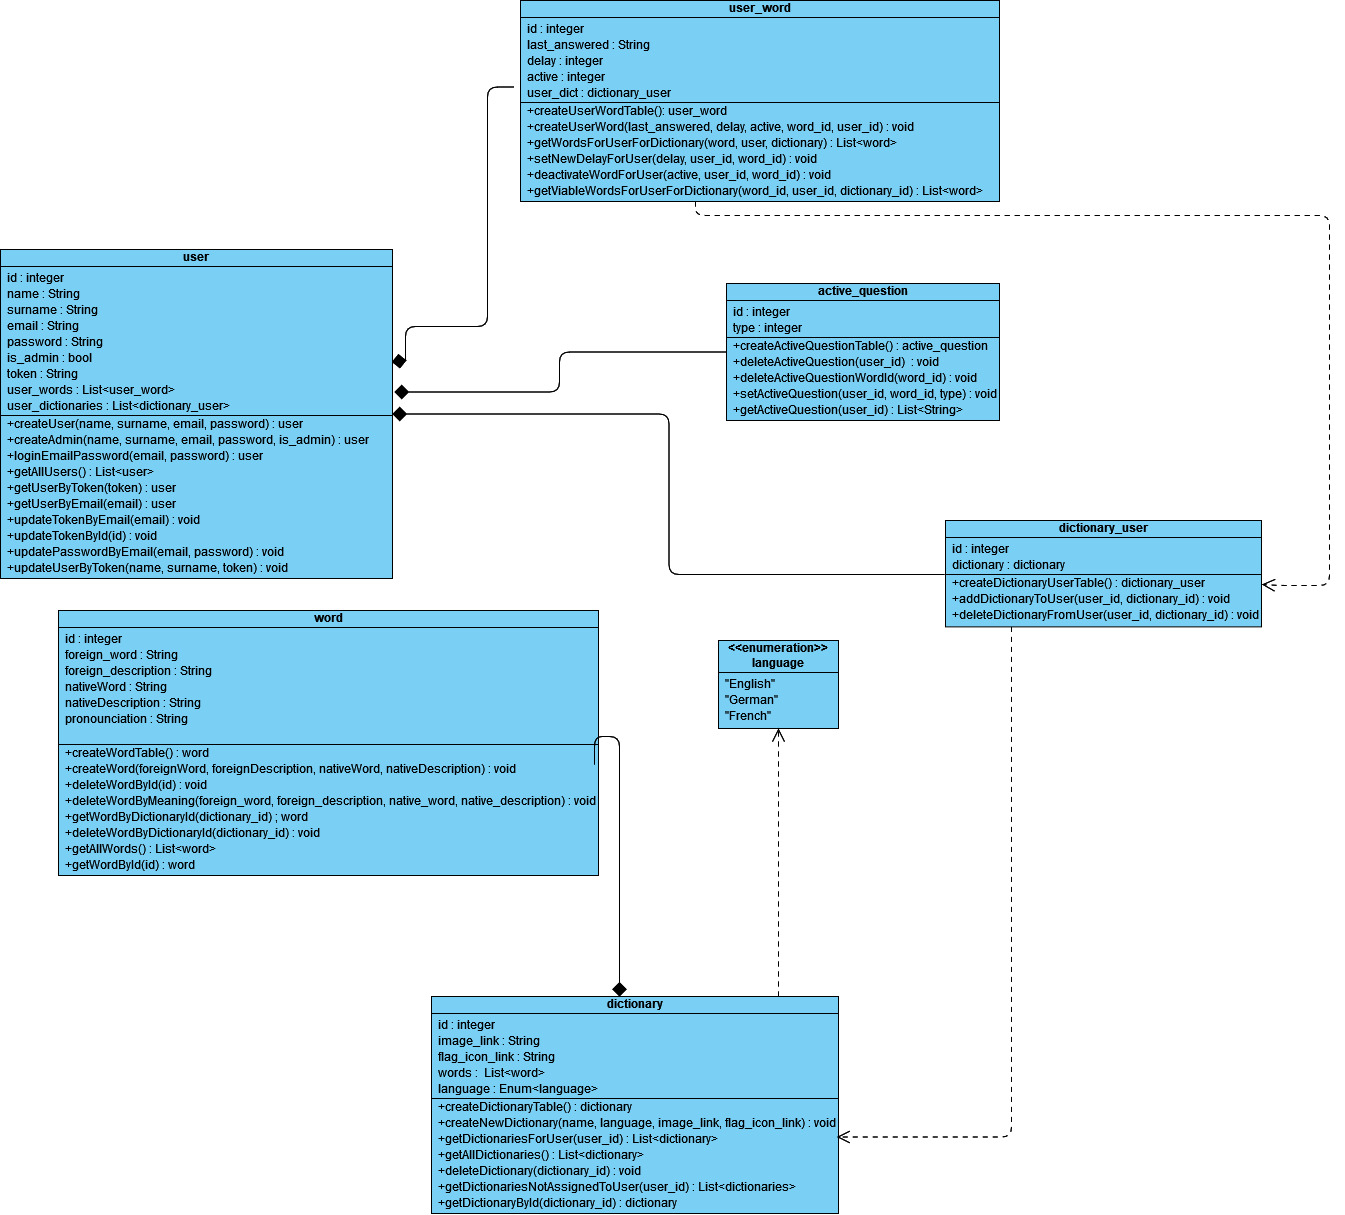 user_word
id : integer
last_answered : String
delay : integer
active : integer
user_dict : dictionary_user
+createUserWordTable(): user_word
+createUserWord(last_answered, delay, active, word_id, user_id) : void
+getWordsForUserForDictionary(word, user, dictionary) : List<word>
+setNewDelayForUser(delay, user_id, word_id) : void
+deactivateWordForUser(active, user_id, word_id) : void
+getViableWordsForUserForDictionary(word_id, user_id, dictionary_id) : List<word>
user
id : integer
name : String
surname : String
email : String
password : String
is_admin : bool
token : String
user_words : List<user_word>
user_dictionaries : List<dictionary_user>
+createUser(name, surname, email, password) : user
+createAdmin(name, surname, email, password, is_admin) : user
+loginEmailPassword(email, password) : user
+getAllUsers() : List<user>
+getUserByToken(token) : user
+getUserByEmail(email) : user
+updateTokenByEmail(email) : void
+updateTokenById(id) : void
+updatePasswordByEmail(email, password) : void
+updateUserByToken(name, surname, token) : void
active_question
id : integer
type : integer
+createActiveQuestionTable() : active_question
+deleteActiveQuestion(user_id) : void
+deleteActiveQuestionWordId(word_id) : void
+setActiveQuestion(user_id, word_id, type) : void
+getActiveQuestion(user_id) : List<String>
dictionary_user
id : integer
dictionary : dictionary
+createDictionaryUserTable() : dictionary_user
+addDictionaryToUser(user_id, dictionary_id) : void
+deleteDictionaryFromUser(user_id, dictionary_id) : void
word
id : integer
foreign_word : String
foreign_description : String
nativeWord : String
nativeDescription : String
pronounciation : String
+createWordTable() : word
+createWord(foreignWord, foreignDescription, nativeWord, nativeDescription) : void
+deleteWordById(id) : void
+deleteWordByMeaning(foreign_word, foreign_description, native_word, native_description) : void
+getWordByDictionaryId(dictionary_id) ; word
+deleteWordByDictionaryId(dictionary_id) : void
+getAllWords() : List<word>
+getWordById(id) : word
<<enumeration>>
language
"English"
"German"
"French"
dictionary
id : integer
image_link : String
flag_icon_link : String
words :  List<word>
language : Enum<language>
+createDictionaryTable() : dictionary
+createNewDictionary(name, language, image_link, flag_icon_link) : void
+getDictionariesForUser(user_id) : List<dictionary>
+getAllDictionaries() : List<dictionary>
+deleteDictionary(dictionary_id) : void
+getDictionariesNotAssignedToUser(user_id) : List<dictionaries>
+getDictionaryById(dictionary_id) : dictionary